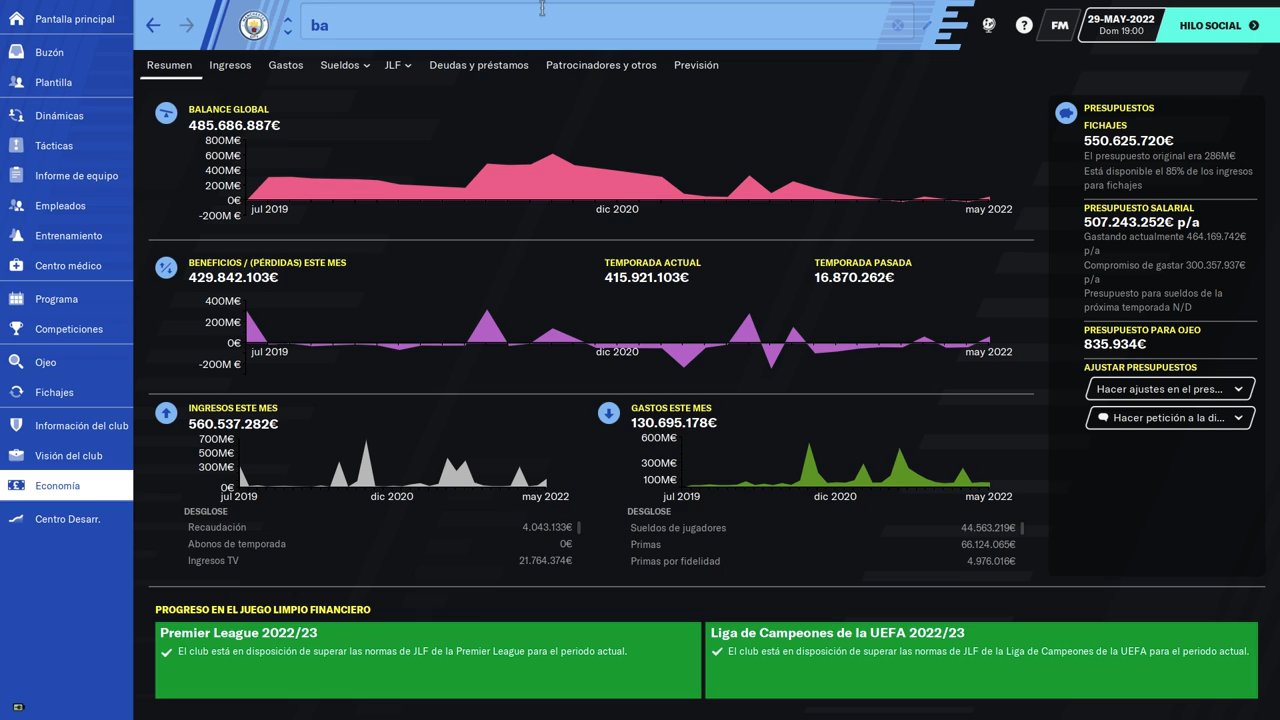 Pantalla principal
Buzón
Plantilla
Dinámicas
Tácticas
Informe de equipo
Empleados
Entrenamiento
Centro médico
Programa
Competiciones
Ojeo
Fichajes
Información del club
Visión del club
Economía
Centro Desarr.
ba
FM
29-MAY-2022
Dom 19:00
HILO SOCIAL
Resumen
Ingresos
Gastos
Sueldos
JLF
Deudas y préstamos
Patrocinadores y otros
Previsión
BALANCE GLOBAL
485.686.887€
800M€
600M€
400M€
200M€
0€
-200M €
jul 2019
dic 2020
may 2022
BENEFICIOS / (PÉRDIDAS) ESTE MES
429.842.103€
TEMPORADA ACTUAL
415.921.103€
TEMPORADA PASADA
16.870.262€
400M€
200M€
0€
-200M€
jul 2019
dic 2020
may 2022
INGRESOS ESTE MES
560.537.282€
700M€
500M€
300M€
0€
jul 2019
dic 2020
may 2022
DESGLOSE
Recaudación 4.043.133€
Abonos de temporada 0€
Ingresos TV 21.764.374€
GASTOS ESTE MES
130.695.178€
600M€
300M€
100M€
jul 2019
dic 2020
may 2022
DESGLOSE
Sueldos de jugadores 44.563.219€
Primas 66.124.065€
Primas por fidelidad 4.976.016€
PRESUPUESTOS
FICHAJES
550.625.720€
El presupuesto original era 286M€
Está disponible el 85% de los ingresos
para fichajes
PRESUPUESTO SALARIAL
507.243.252€ p/a
Gastando actualmente 464.169.742€
p/a
Compromiso de gastar 300.357.937€
p/a
Presupuesto para sueldos de la
próxima temporada N/D
PRESUPUESTO PARA OJEO
835.934€
AJUSTAR PRESUPUESTOS
Hacer ajustes en el pres...
Hacer petición a la di...
PROGRESO EN EL JUEGO LIMPIO FINANCIERO
Premier League 2022/23
El club está en disposición de superar las normas de JLF de la Premier League para el periodo actual.
Liga de Campeones de la UEFA 2022/23
El club está en disposición de superar las normas de JLF de la Liga de Campeones de la UEFA para el periodo actual.